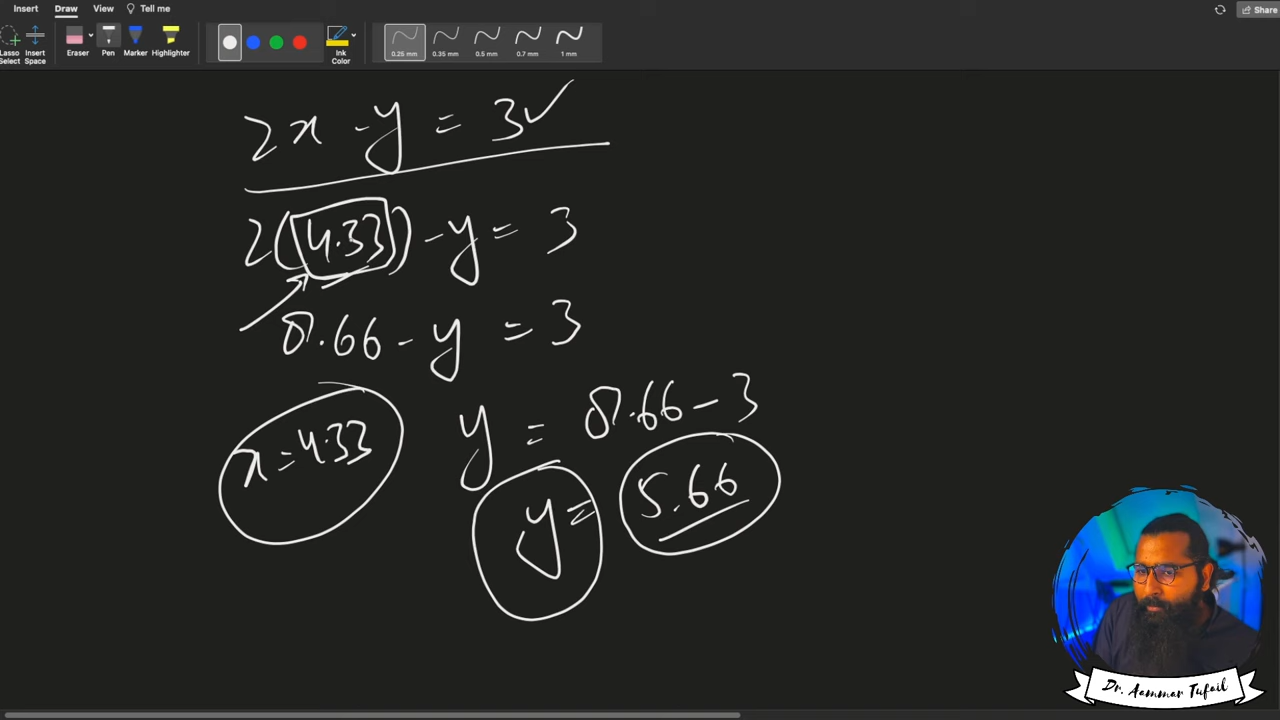 Insert Draw View Tell me Share
Lasso Select Insert Space Eraser Pen Marker Highlighter Ink Color 0.25 mm 0.35 mm 0.5 mm 0.7 mm 1 mm
2x - y = 3✓
2(4.33) - y = 3
8.66 - y = 3
y = 8.66 - 3
x = 4.33
y = 5.66
Dr. Aammar Tufail